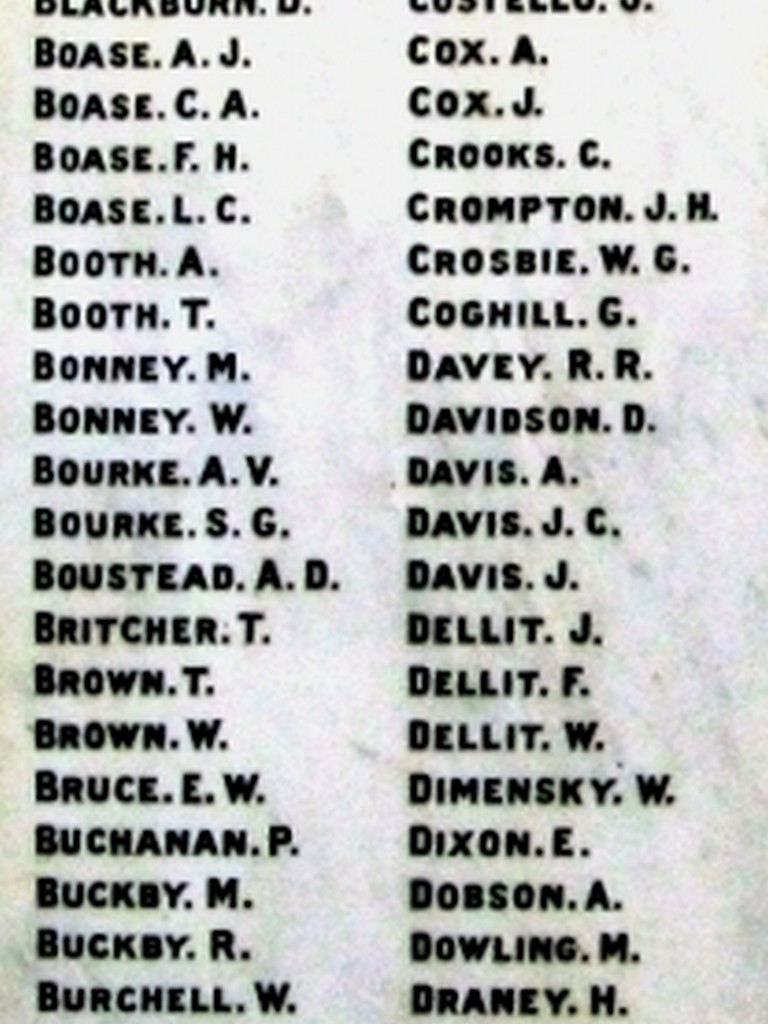 BLACKBURN. D.
BOASE. A. J.
BOASE. C. A.
BOASE. F. H.
BOASE. L. C.
BOOTH. A.
BOOTH. T.
BONNEY. M.
BONNEY. W.
BOURKE. A. V.
BOURKE. S. G.
BOUSTEAD. A. D.
BRITCHER. T.
BROWN. T.
BROWN. W.
BRUCE. E. W.
BUCHANAN. P.
BUCKBY. M.
BUCKBY. R.
BURCHELL. W.
COSTELLO.
COX. A.
COX. J.
CROOKS. C.
CROMPTON. J. H.
CROSBIE. W. G.
COGHILL. G.
DAVEY. R. R.
DAVIDSON. D.
DAVIS. A.
DAVIS. J. C.
DAVIS. J.
DELLIT. J.
DELLIT. F.
DELLIT. W.
DIMENSKY. W.
DIXON. E.
DOBSON. A.
DOWLING. M.
DRANEY. H.